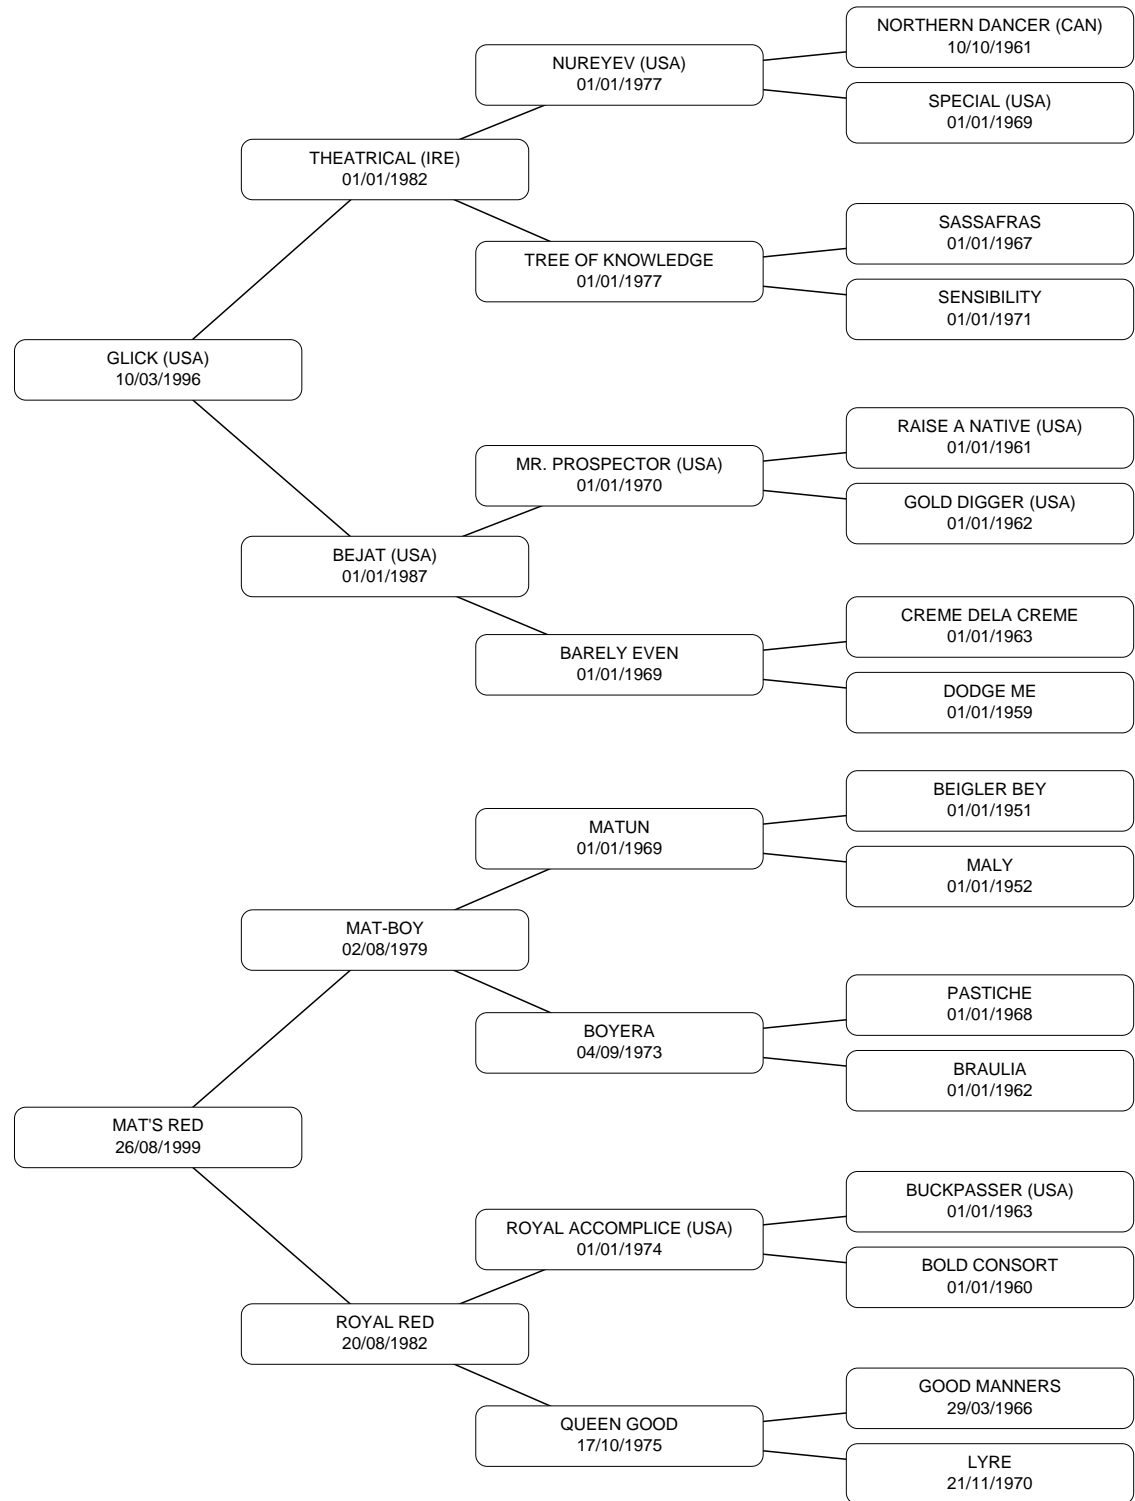 NORTHERN DANCER (CAN)
10/10/1961
NUREYEV (USA)
01/01/1977
SPECIAL (USA)
01/01/1969
THEATRICAL (IRE)
01/01/1982
SASSAFRAS
01/01/1967
TREE OF KNOWLEDGE
01/01/1977
SENSIBILITY
01/01/1971
GLICK (USA)
10/03/1996
RAISE A NATIVE (USA)
01/01/1961
MR. PROSPECTOR (USA)
01/01/1970
GOLD DIGGER (USA)
01/01/1962
BEJAT (USA)
01/01/1987
CREME DELA CREME
01/01/1963
BARELY EVEN
01/01/1969
DODGE ME
01/01/1959
BEIGLER BEY
01/01/1951
MATUN
01/01/1969
MALY
01/01/1952
MAT-BOY
02/08/1979
PASTICHE
01/01/1968
BOYERA
04/09/1973
BRAULIA
01/01/1962
MAT'S RED
26/08/1999
BUCKPASSER (USA)
01/01/1963
ROYAL ACCOMPLICE (USA)
01/01/1974
BOLD CONSORT
01/01/1960
ROYAL RED
20/08/1982
GOOD MANNERS
29/03/1966
QUEEN GOOD
17/10/1975
LYRE
21/11/1970